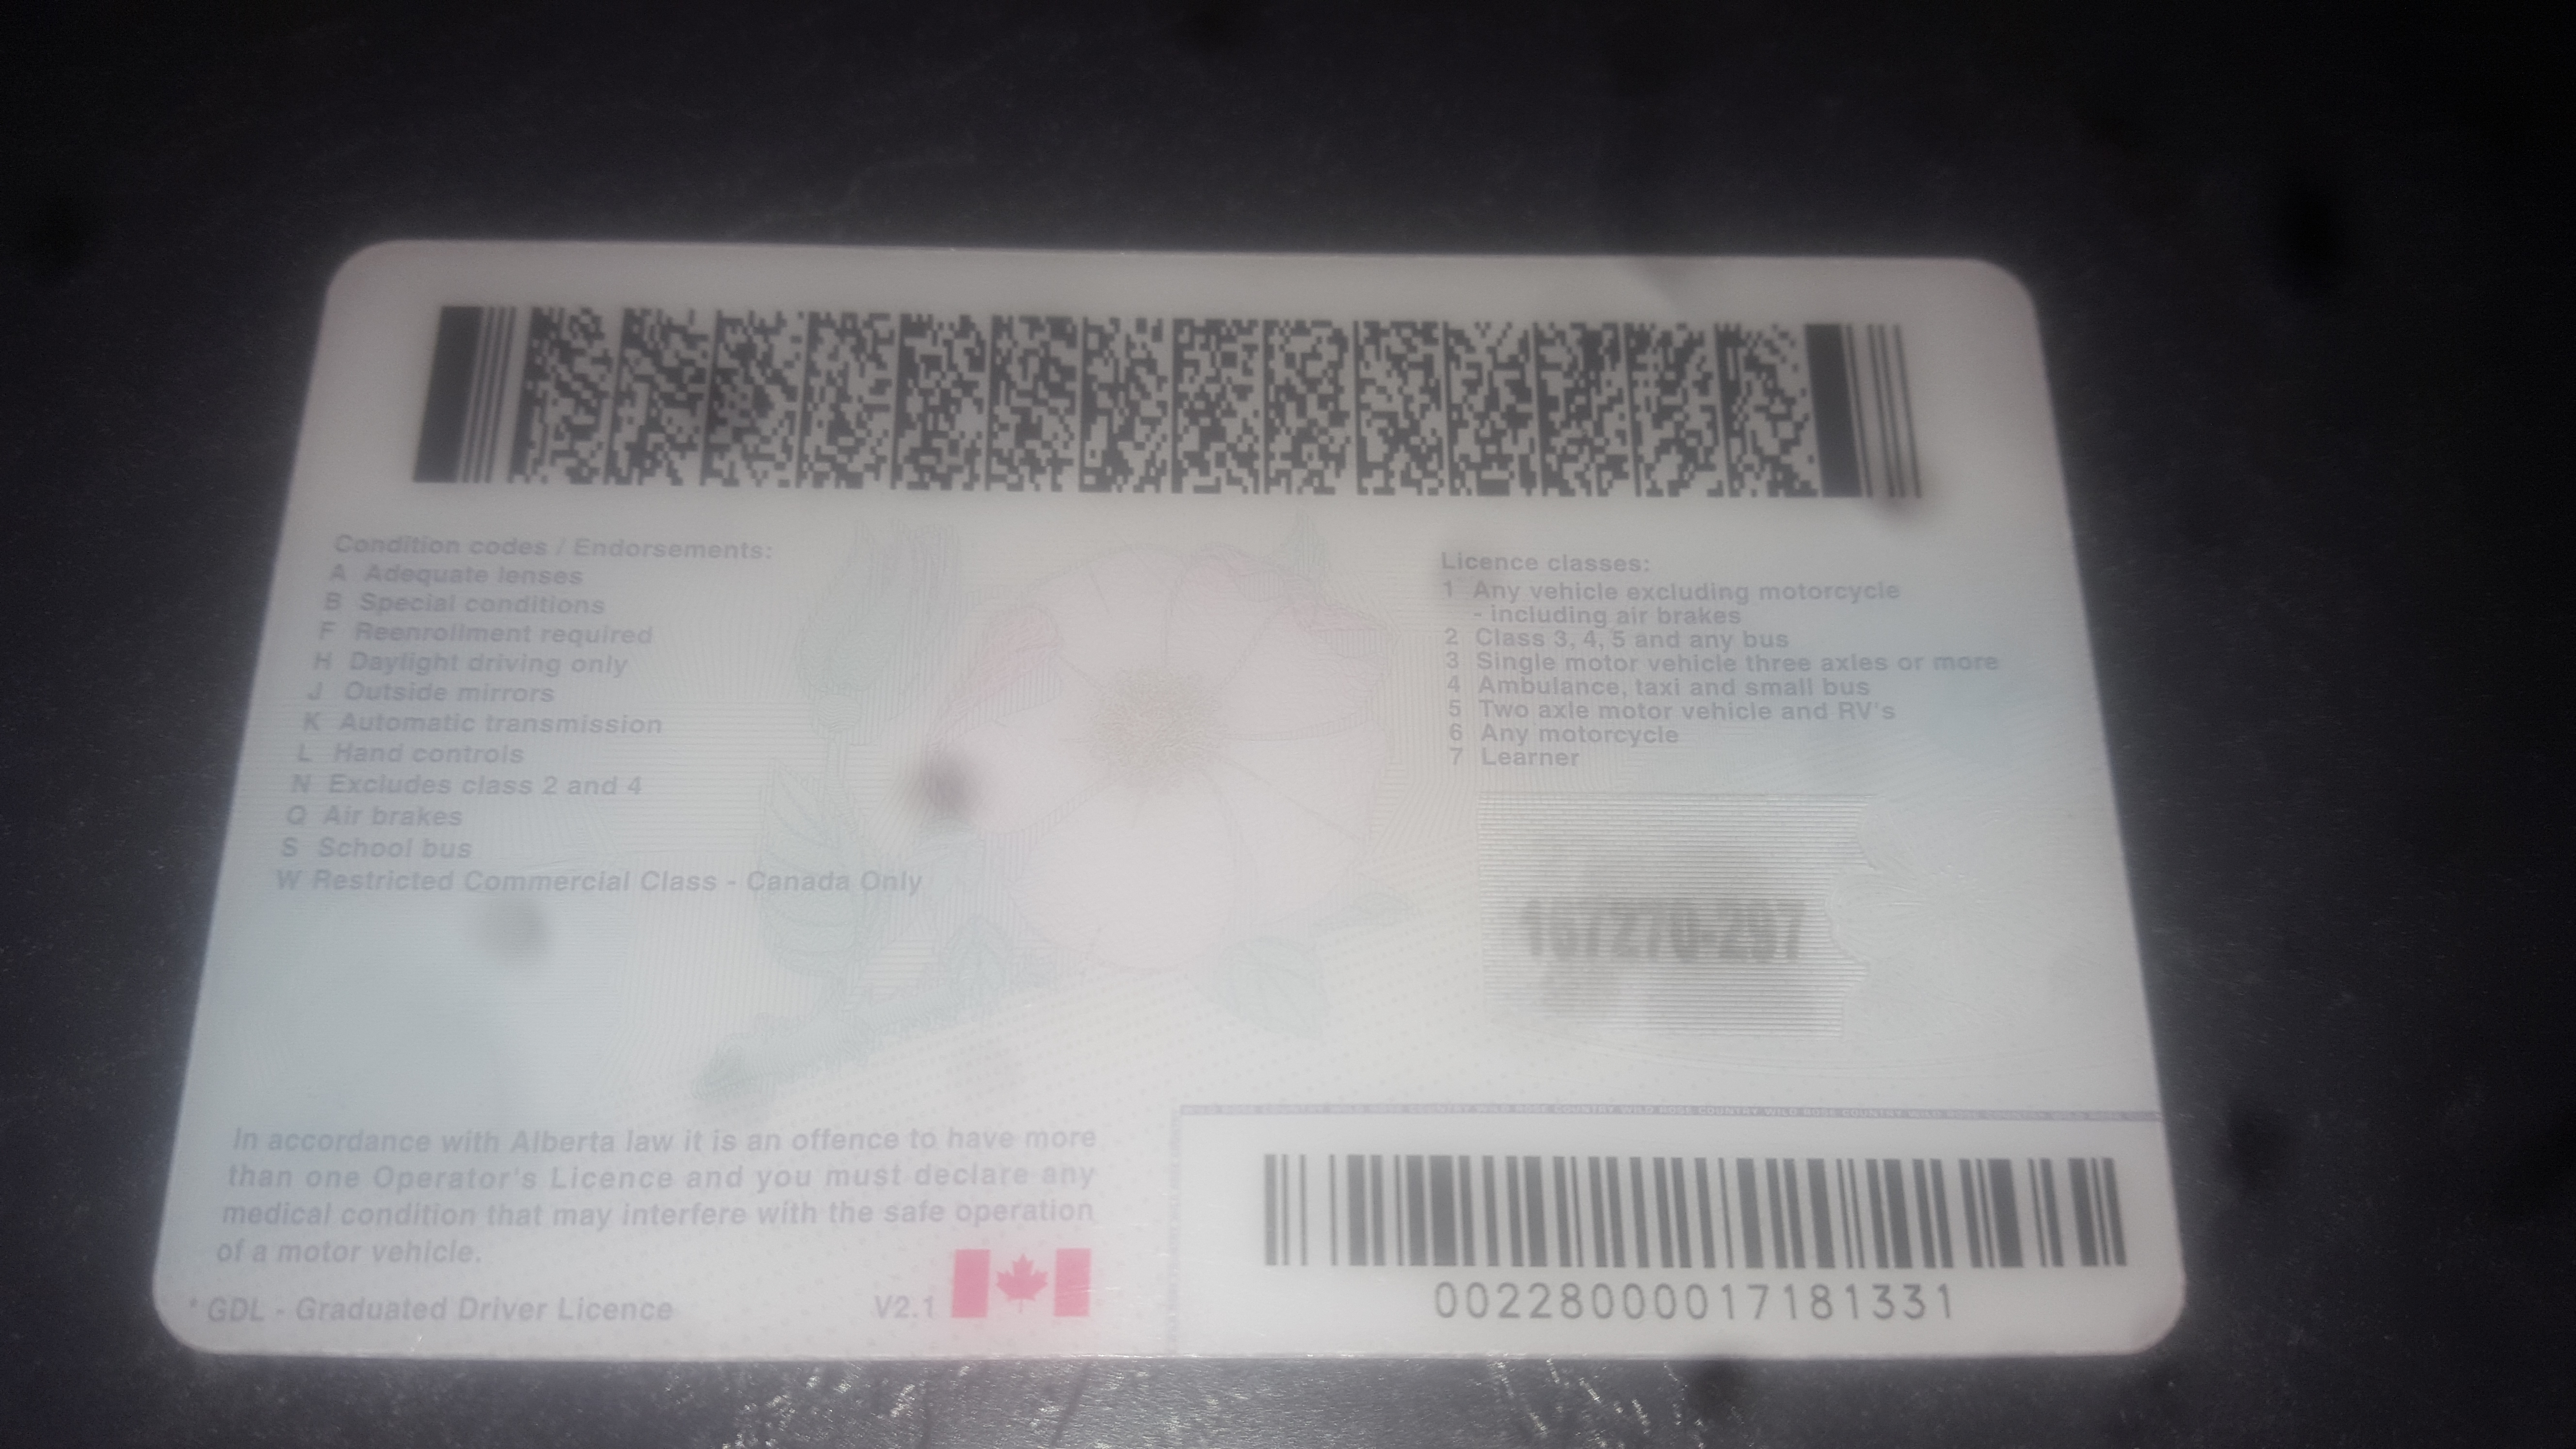 Condition codes / Endorsements:
A Adequate lenses
B Special conditions
F Reenrollment required
H Daylight driving only
J Outside mirrors
K Automatic transmission
L Hand controls
N Excludes class 2 and 4
Q Air brakes
S School bus
W Restricted Commercial Class - Canada Only
Licence classes:
1 Any vehicle excluding motorcycle
- including air brakes
2 Class 3, 4, 5 and any bus
3 Single motor vehicle three axles or more
4 Ambulance, taxi and small bus
5 Two axle motor vehicle and RV's
6 Any motorcycle
7 Learner
167270-297
WILD ROSE COUNTRY WILD ROSE COUNTRY WILD ROSE COUNTRY WILD ROSE COUNTRY WILD ROSE COUNTRY WILD ROSE COUNTRY
In accordance with Alberta law it is an offence to have more
than one Operator's Licence and you must declare any
medical condition that may interfere with the safe operation
of a motor vehicle.
* GDL - Graduated Driver Licence
V2.1
00228000017181331